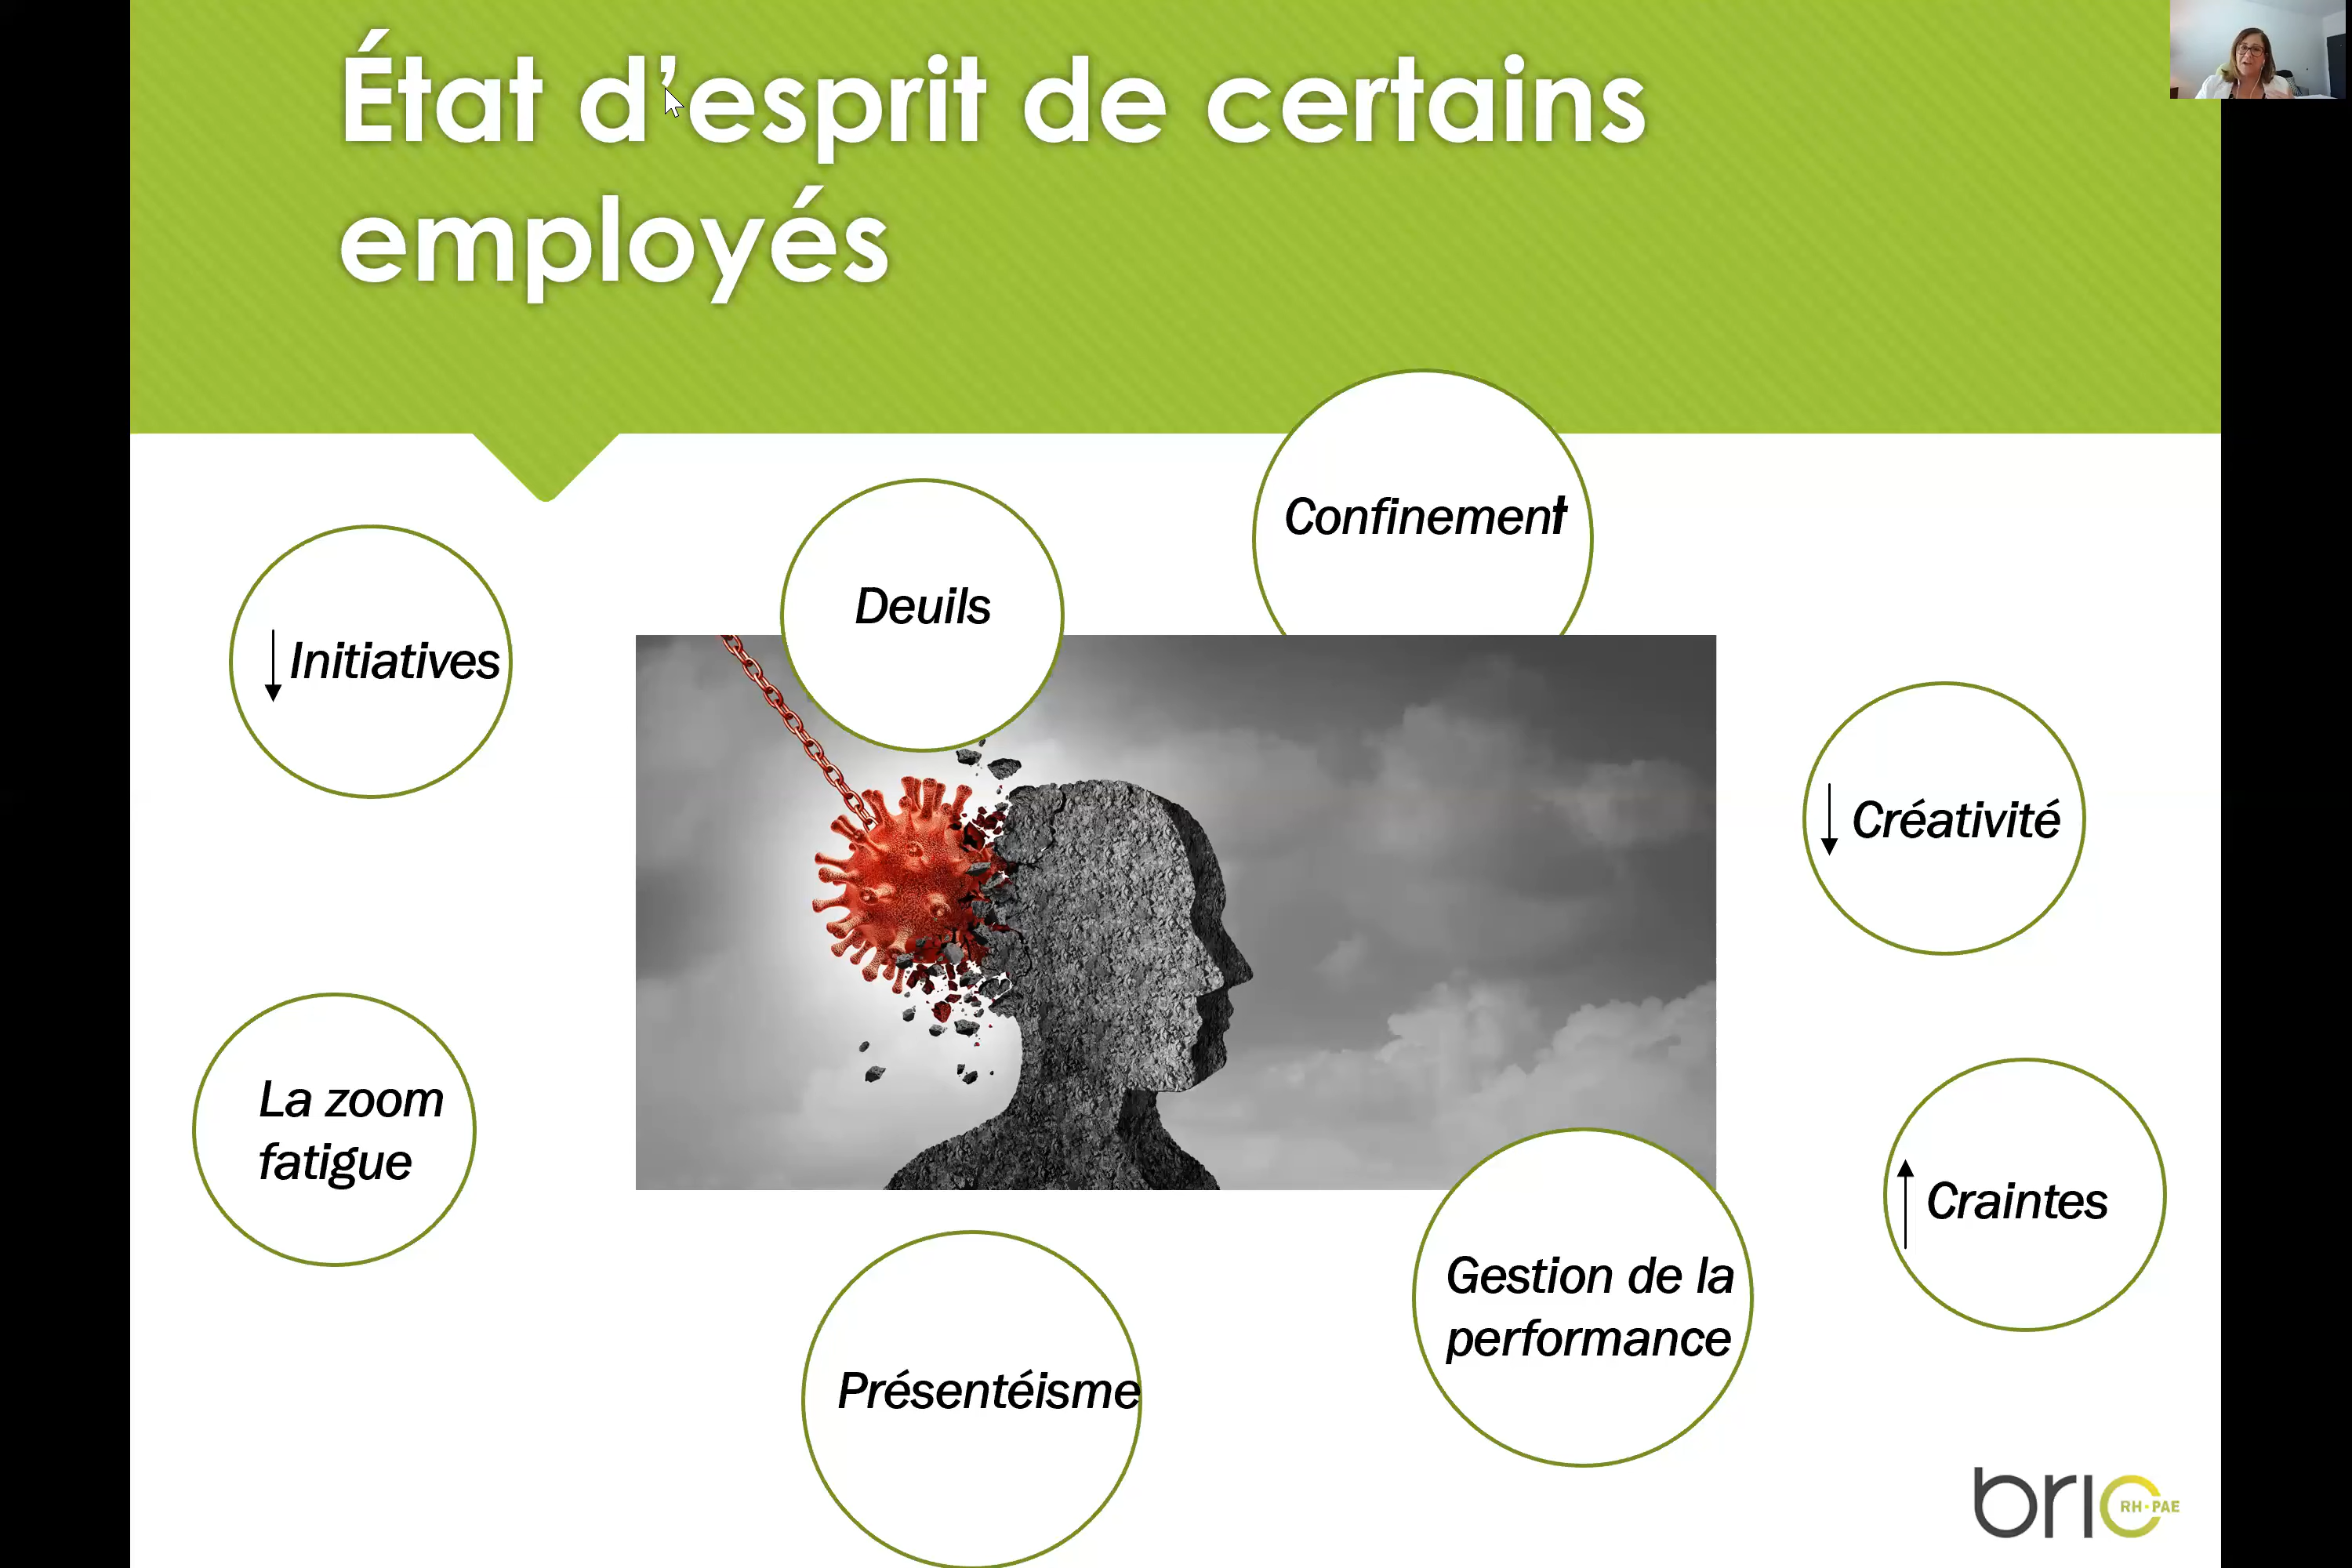 État d’esprit de certains
employés
Confinement
Deuils
Initiatives
Créativité
La zoom
fatigue
Craintes
Gestion de la
performance
Présentéisme
bric
RH•PAE